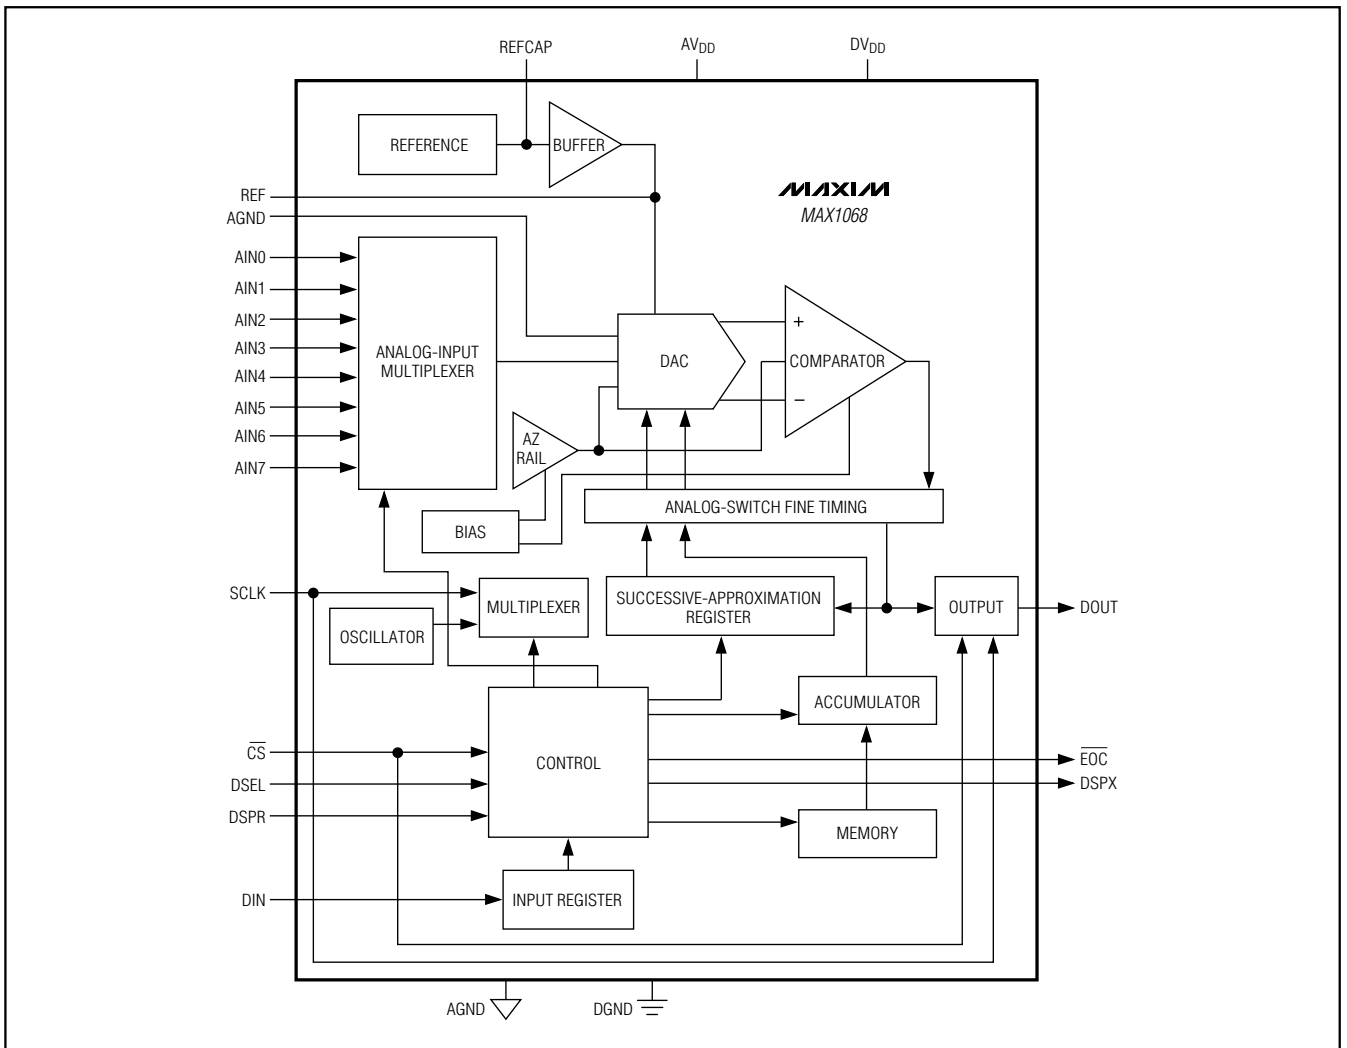 REFCAP
AVDD
DVDD
REFERENCE
BUFFER
REF
AGND
MAXIM
MAX1068
AIN0
AIN1
AIN2
AIN3
AIN4
AIN5
AIN6
AIN7
ANALOG-INPUT
MULTIPLEXER
DAC
+
COMPARATOR
−
AZ
RAIL
BIAS
ANALOG-SWITCH FINE TIMING
SCLK
MULTIPLEXER
OSCILLATOR
SUCCESSIVE-APPROXIMATION
REGISTER
OUTPUT
DOUT
ACCUMULATOR
CS
DSEL
DSPR
CONTROL
EOC
DSPX
MEMORY
DIN
INPUT REGISTER
AGND
DGND